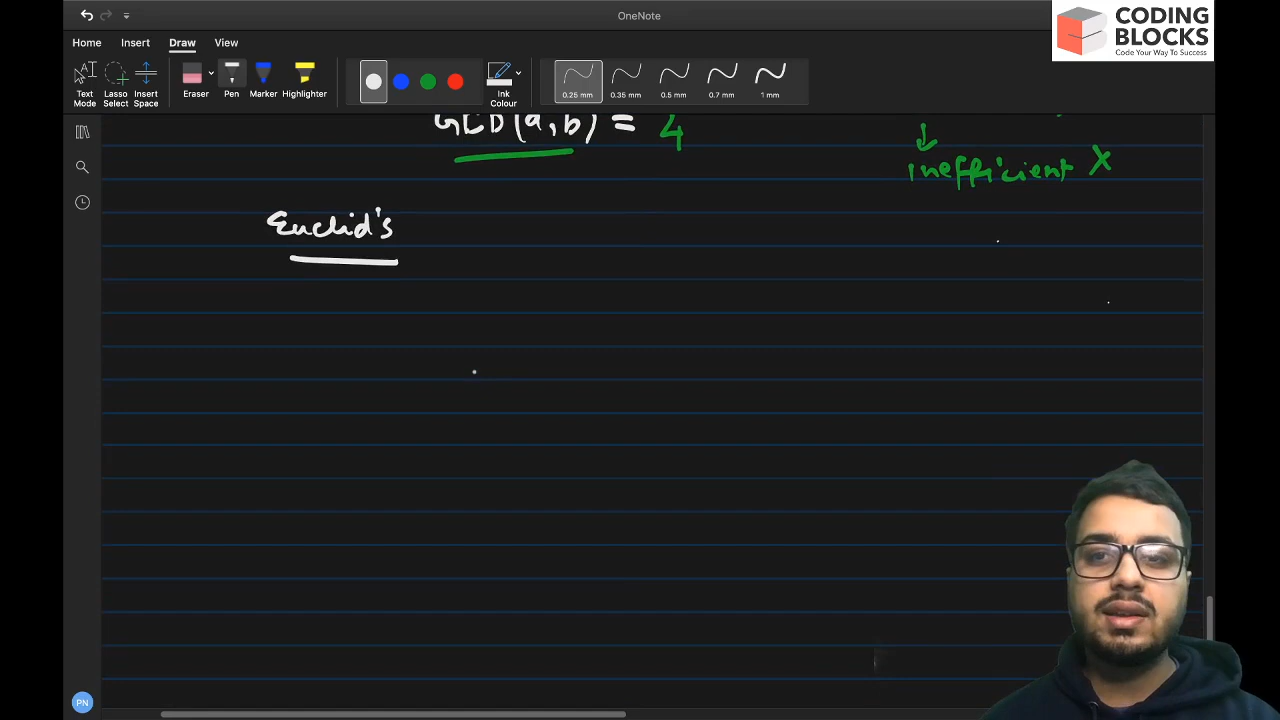 OneNote
CODING
BLOCKS
Code Your Way To Success
Home Insert Draw View
Text Mode
Lasso Select
Insert Space
Eraser
Pen
Marker
Highlighter
Ink Colour
0.25 mm
0.35 mm
0.5 mm
0.7 mm
1 mm
GCD(a,b) = 4
inefficient X
Euclid's
PN